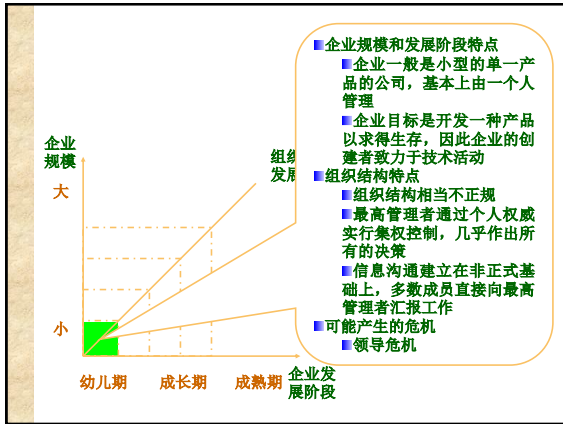 企业规模和发展阶段特点
企业一般是小型的单一产
品的公司，基本上由一个人
管理
企业目标是开发一种产品
以求得生存，因此企业的创
建者致力于技术活动
组织结构特点
组织结构相当不正规
最高管理者通过个人权威
实行集权控制，几乎作出所
有的决策
信息沟通建立在非正式基
础上，多数成员直接向最高
管理者汇报工作
可能产生的危机
领导危机
企业
规模
组织
发展
大
小
幼儿期
成长期
成熟期
企业发
展阶段